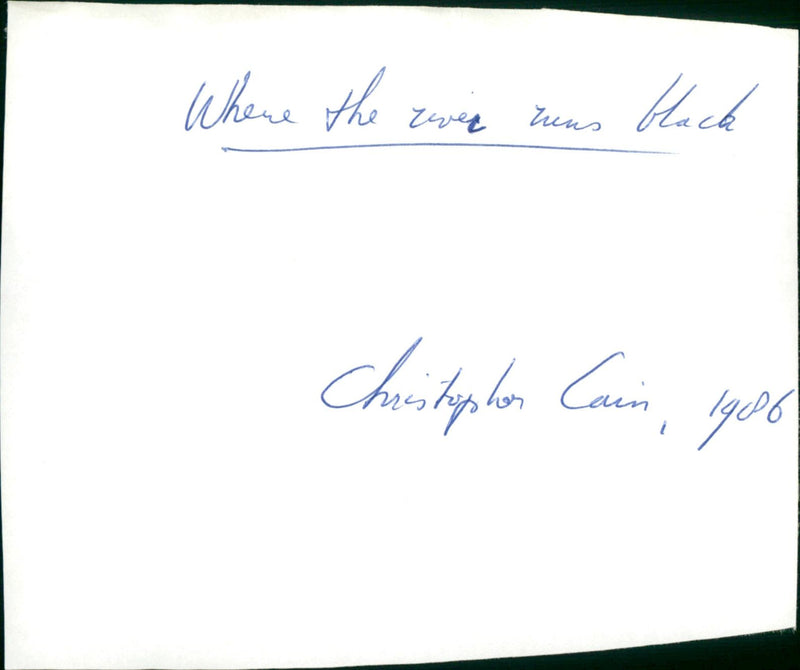 Where the river runs black
Christopher Cain, 1986